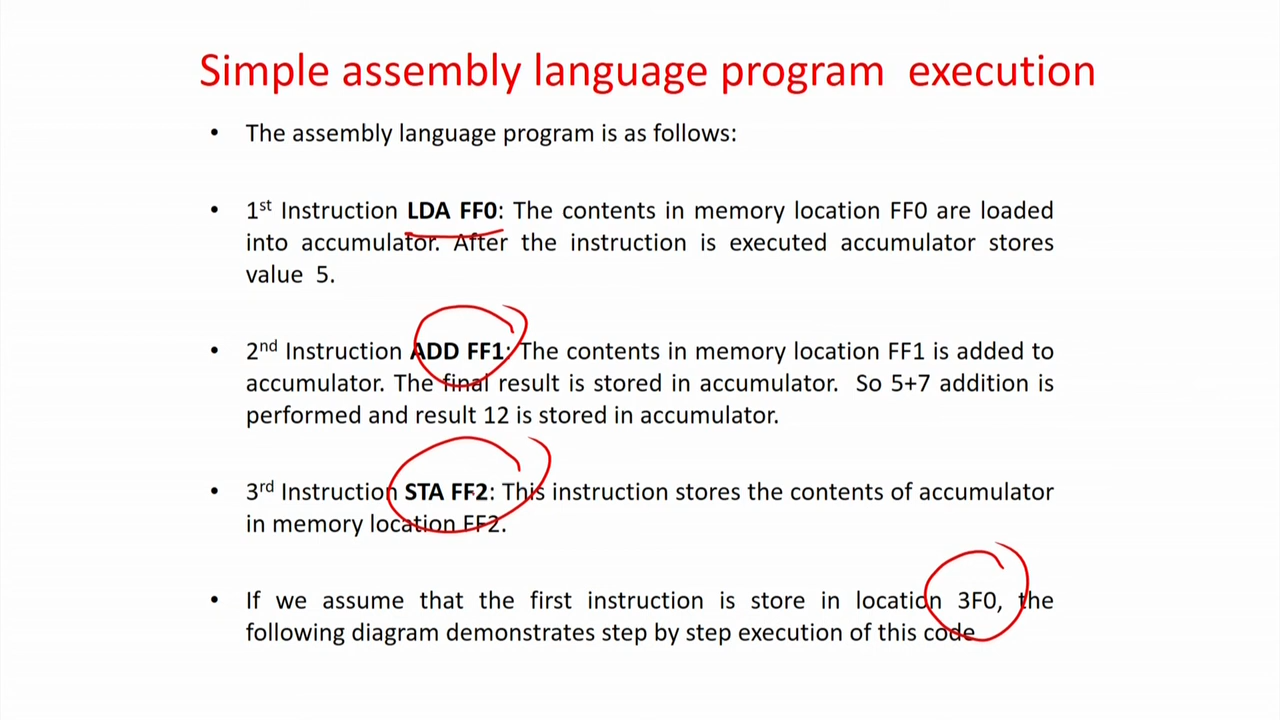 Simple assembly language program execution
• The assembly language program is as follows:
• 1st Instruction LDA FF0: The contents in memory location FF0 are loaded
into accumulator. After the instruction is executed accumulator stores
value 5.
• 2nd Instruction ADD FF1: The contents in memory location FF1 is added to
accumulator. The final result is stored in accumulator. So 5+7 addition is
performed and result 12 is stored in accumulator.
• 3rd Instruction STA FF2: This instruction stores the contents of accumulator
in memory location FF2.
• If we assume that the first instruction is store in location 3F0, the
following diagram demonstrates step by step execution of this code